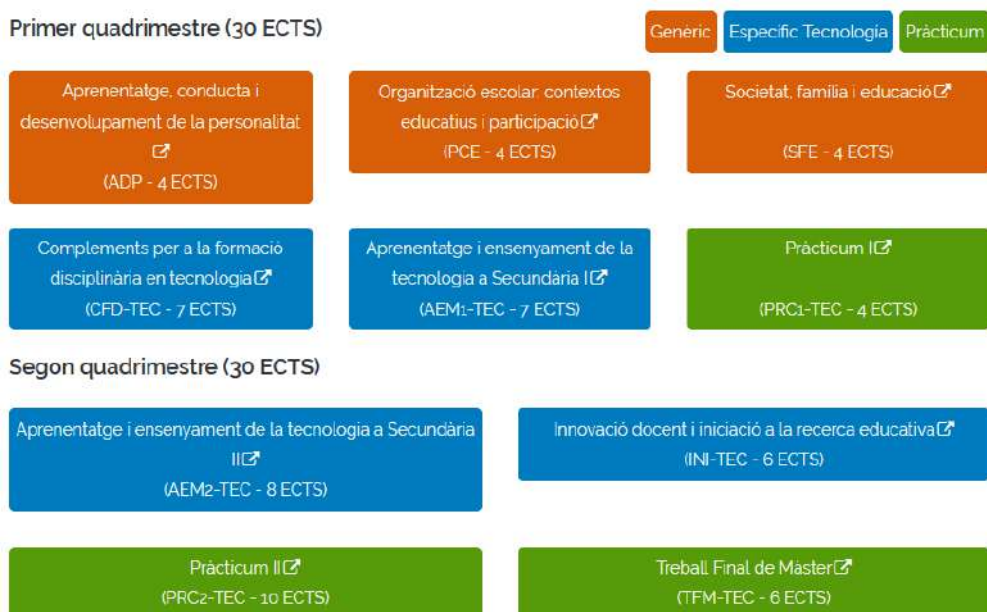 Primer quadrimestre (30 ECTS)
Genèric
Específic Tecnologia
Pràcticum
Aprenentatge, conducta i
desenvolupament de la personalitat
(ADP - 4 ECTS)
Organització escolar: contextos
educatius i participació
(PCE - 4 ECTS)
Societat, família i educació
(SFE - 4 ECTS)
Complements per a la formació
disciplinària en tecnologia
(CFD-TEC - 7 ECTS)
Aprenentatge i ensenyament de la
tecnologia a Secundària I
(AEM1-TEC - 7 ECTS)
Pràcticum I
(PRC1-TEC - 4 ECTS)
Segon quadrimestre (30 ECTS)
Aprenentatge i ensenyament de la tecnologia a Secundària
II
(AEM2-TEC - 8 ECTS)
Innovació docent i iniciació a la recerca educativa
(INI-TEC - 6 ECTS)
Pràcticum II
(PRC2-TEC - 10 ECTS)
Treball Final de Màster
(TFM-TEC - 6 ECTS)